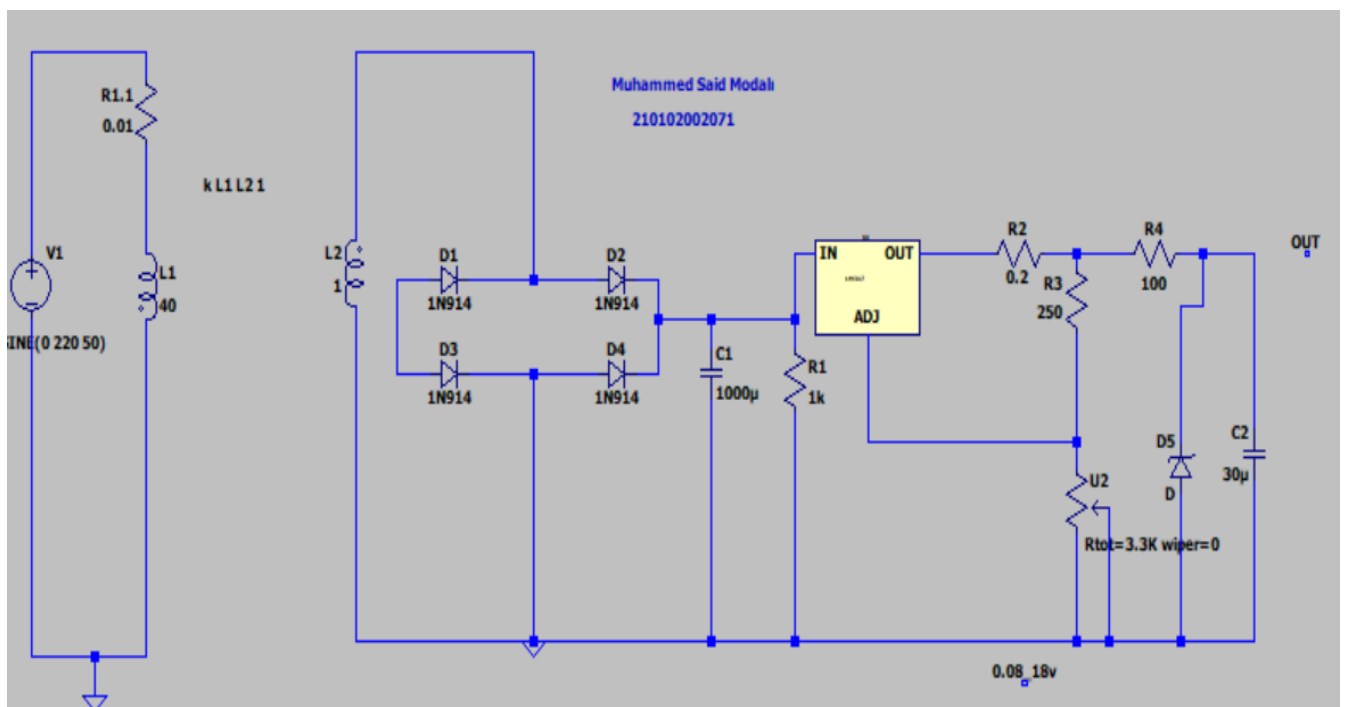 Muhammed Said Modalı
210102002071
R1.1
0.01
k L1 L2 1
V1
L1
40
SINE(0 220 50)
L2
1
D1
1N914
D2
1N914
D3
1N914
D4
1N914
C1
1000µ
R1
1k
IN
OUT
LM317
ADJ
R2
0.2
R3
250
R4
100
OUT
U2
Rtot=3.3K wiper=0
D5
D
C2
30µ
0.08_18v